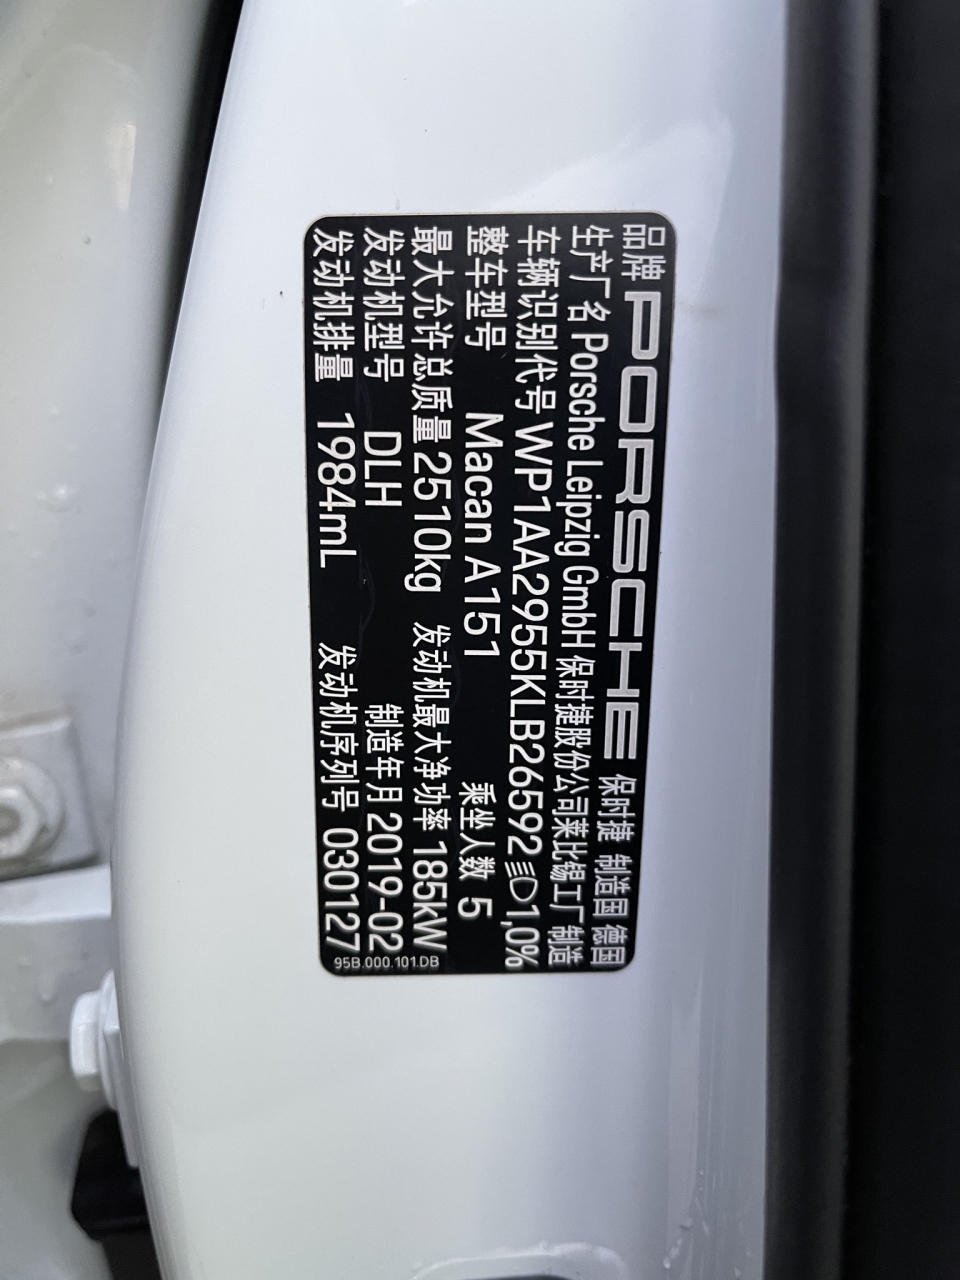 品牌 PORSCHE 保时捷 制造国 德国
生产厂名 Porsche Leipzig GmbH 保时捷股份公司莱比锡工厂制造
车辆识别代号 WP1AA2955KLB26592 1,0%
整车型号 Macan A151 乘坐人数 5
最大允许总质量 2510kg 发动机最大净功率 185kW
发动机型号 DLH 制造年月 2019-02
发动机排量 1984mL 发动机序列号 030127
95B.000.101.DB